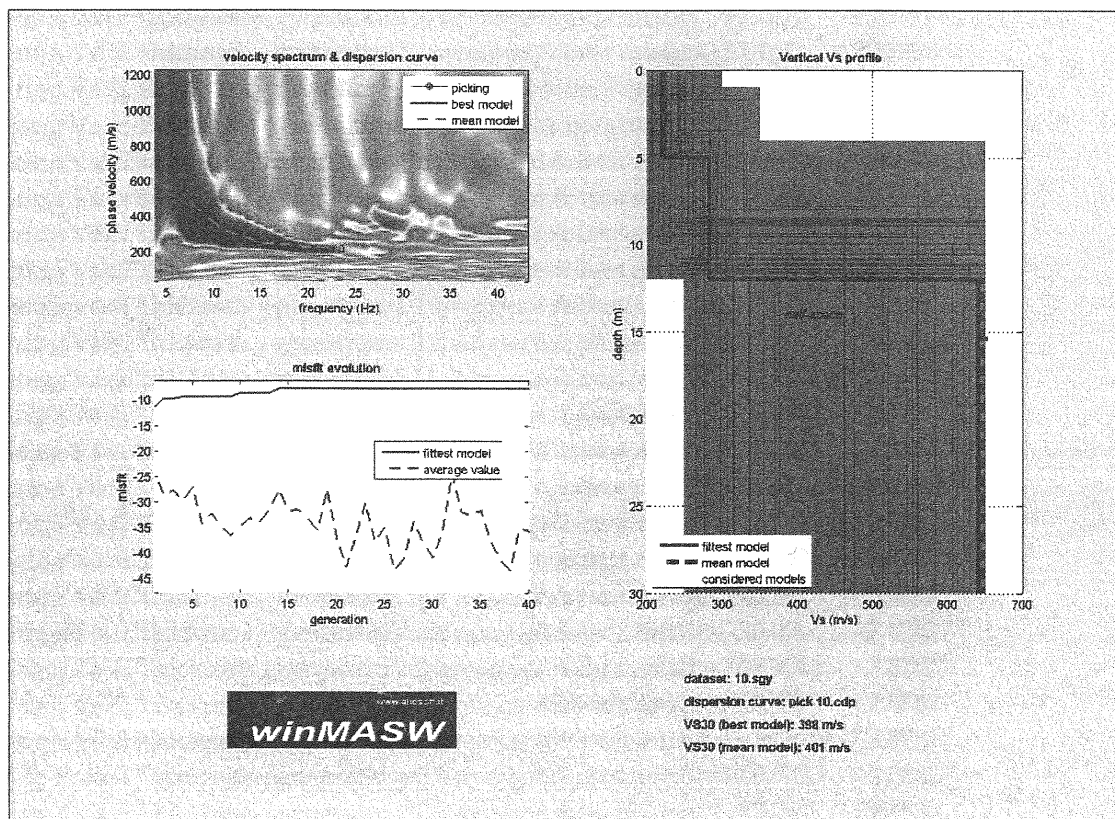 velocity spectrum & dispersion curve
1200
1000
800
600
400
200
phase velocity (m/s)
picking
best model
mean model
5
10
15
20
25
30
35
40
frequency (Hz)
misfit evolution
-10
-15
-20
-25
-30
-35
-40
-45
misfit
fittest model
average value
5
10
15
20
25
30
35
40
generation
Vertical Vs profile
0
5
10
15
20
25
30
depth (m)
fittest model
mean model
considered models
200
300
400
500
600
700
Vs (m/s)
winMASW
dataset: 10.sgy
dispersion curve: pick 10.cdp
VS30 (best model): 398 m/s
VS30 (mean model): 401 m/s